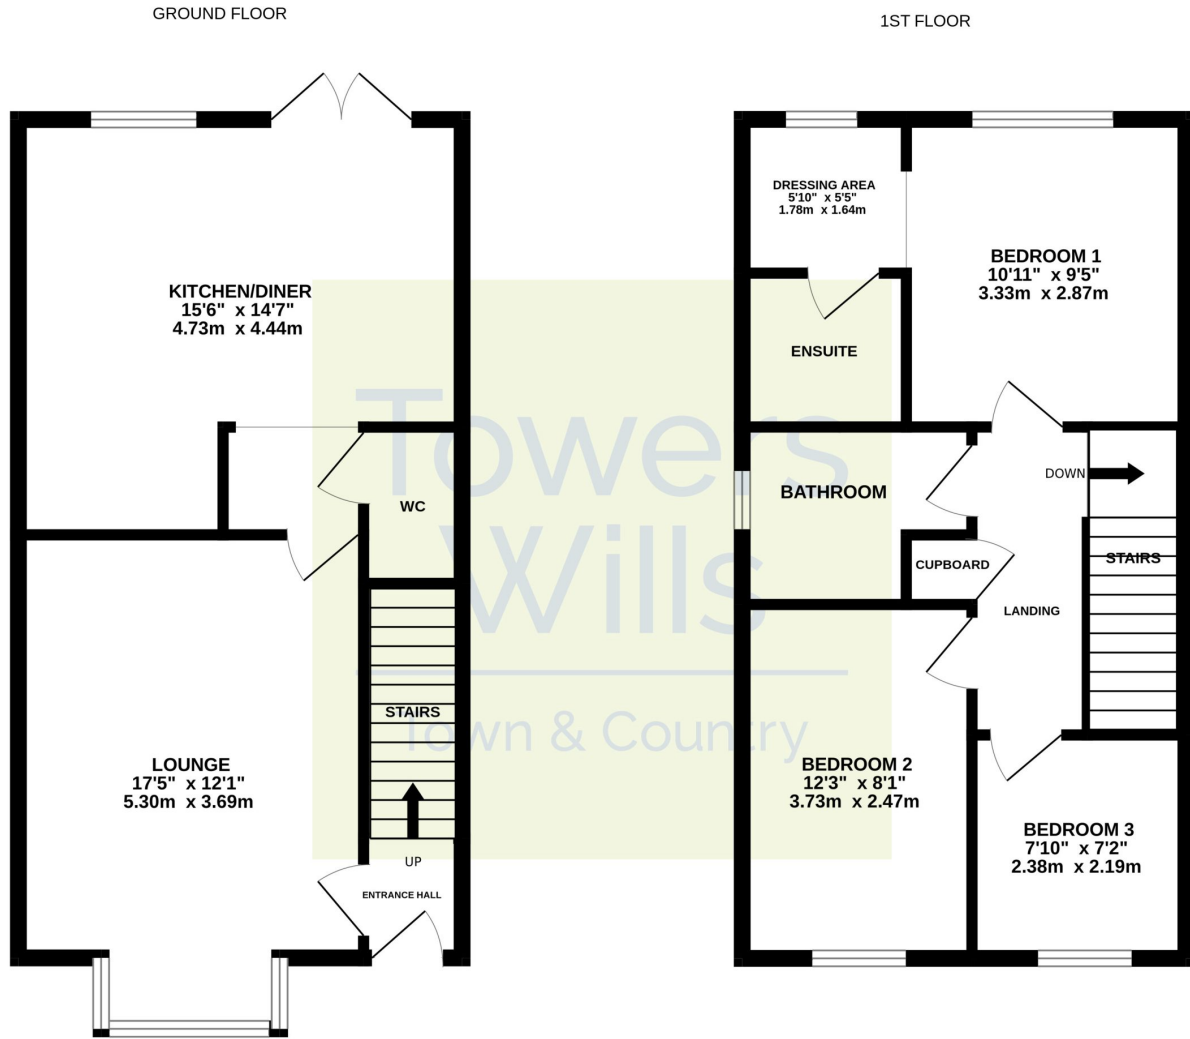 GROUND FLOOR
KITCHEN/DINER
15'6" x 14'7"
4.73m x 4.44m
WC
STAIRS
LOUNGE
17'5" x 12'1"
5.30m x 3.69m
UP
ENTRANCE HALL
1ST FLOOR
DRESSING AREA
5'10" x 5'5"
1.78m x 1.64m
BEDROOM 1
10'11" x 9'5"
3.33m x 2.87m
ENSUITE
DOWN
BATHROOM
CUPBOARD
STAIRS
LANDING
BEDROOM 2
12'3" x 8'1"
3.73m x 2.47m
BEDROOM 3
7'10" x 7'2"
2.38m x 2.19m
Towers
Wills
Town & Country